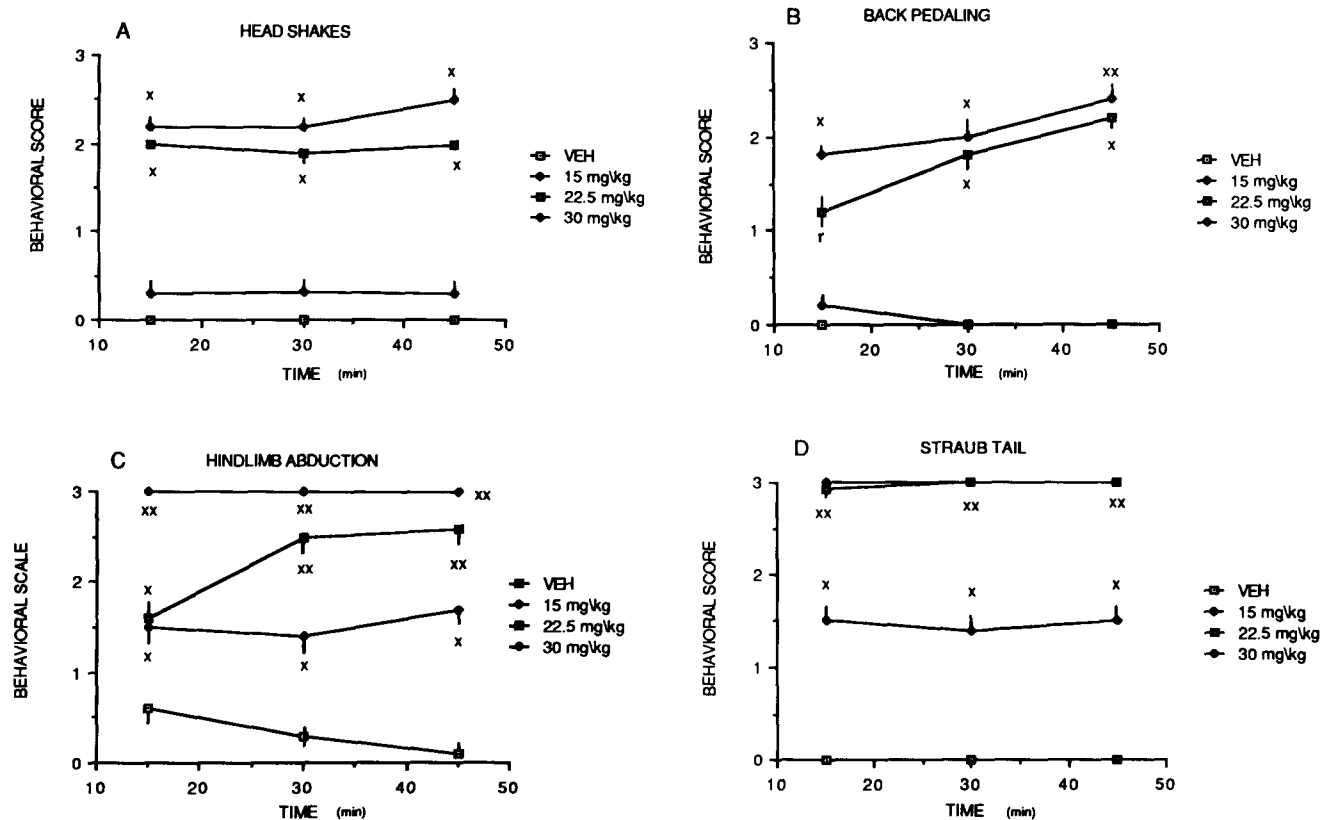 A
HEAD SHAKES
BEHAVIORAL SCORE
3
2
1
0
x x x
x x x
10 20 30 40 50
TIME (min)
VEH
15 mg\kg
22.5 mg\kg
30 mg\kg
B
BACK PEDALING
BEHAVIORAL SCORE
3
2
1
0
x x xx
r x x
10 20 30 40 50
TIME (min)
VEH
15 mg\kg
22.5 mg\kg
30 mg\kg
C
HINDLIMB ABDUCTION
BEHAVIORAL SCALE
3
2
1
0
xx xx xx
x xx xx
x x x
10 20 30 40 50
TIME (min)
VEH
15 mg\kg
22.5 mg\kg
30 mg\kg
D
STRAUB TAIL
BEHAVIORAL SCORE
3
2
1
0
xx xx xx
x x x
10 20 30 40 50
TIME (min)
VEH
15 mg\kg
22.5 mg\kg
30 mg\kg